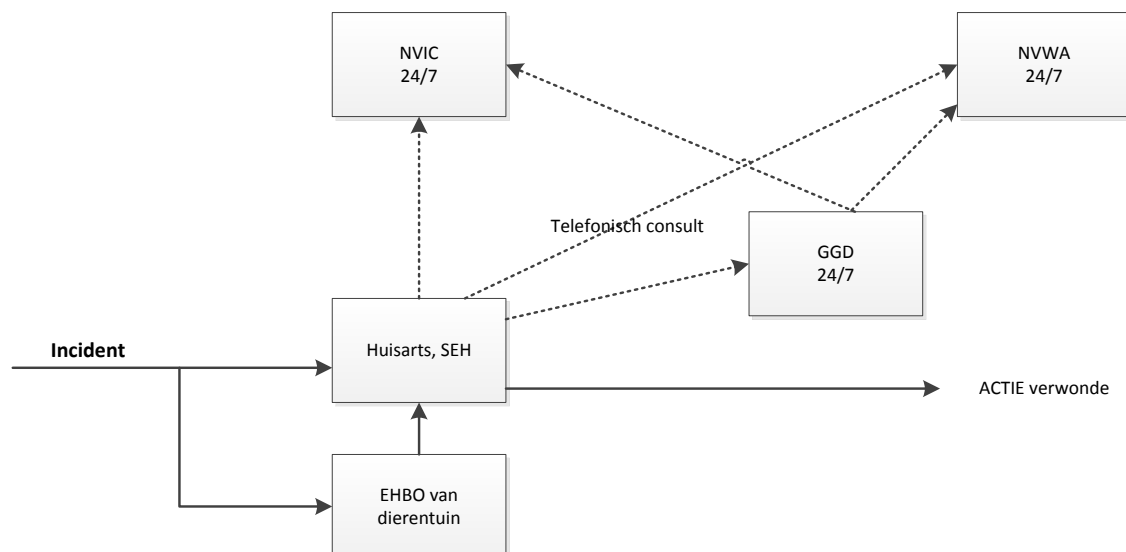 NVIC
24/7
NVWA
24/7
Telefonisch consult
GGD
24/7
Incident
Huisarts, SEH
ACTIE verwonde
EHBO van
dierentuin